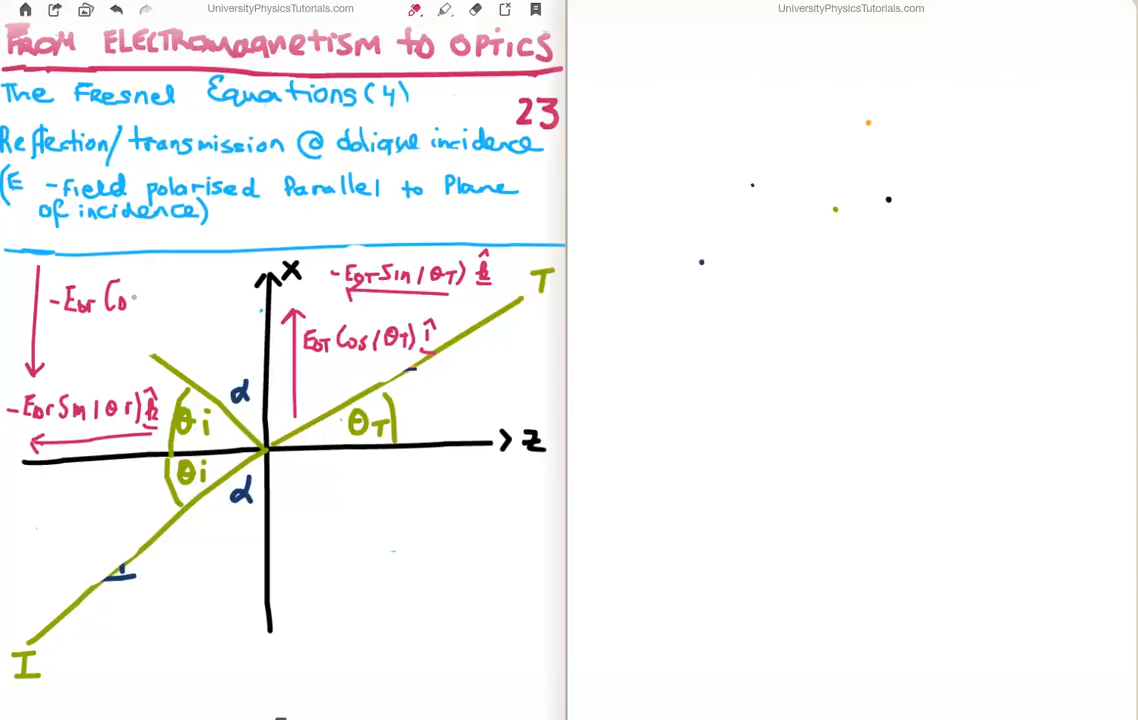 UniversityPhysicsTutorials.com
UniversityPhysicsTutorials.com
FROM ELECTROMAGNETISM to OPTICS
The Fresnel Equations (4)
23
Reflection/transmission @ oblique incidence
(E -field polarised Parallel to Plane
of incidence)
X
-E₀T Sin(θT) k̂
T
-E₀r Co
E₀T Cos(θT) î
α
-E₀r Sin(θr) k̂
θi
θT
Z
θi
α
I